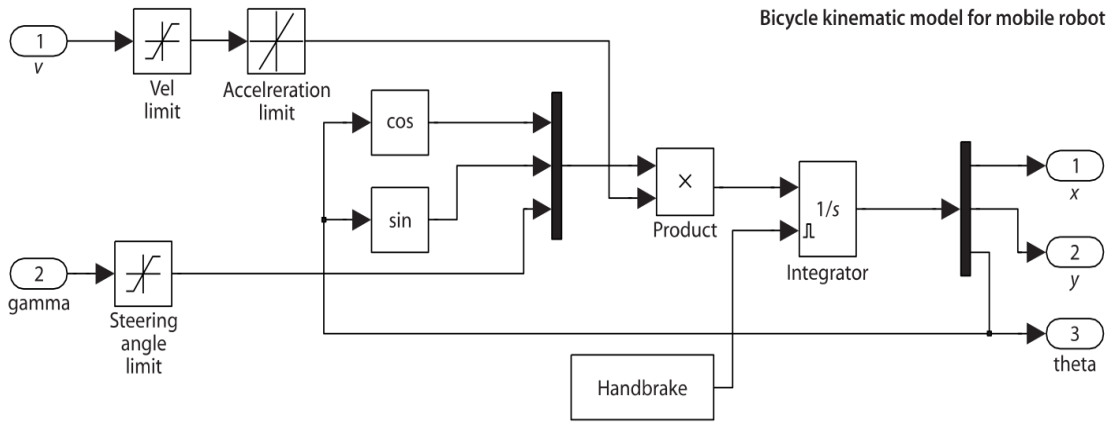 Bicycle kinematic model for mobile robot
1
v
Vel
limit
Accelreration
limit
cos
sin
2
gamma
Steering
angle
limit
×
Product
1/s
Integrator
Handbrake
1
x
2
y
3
theta